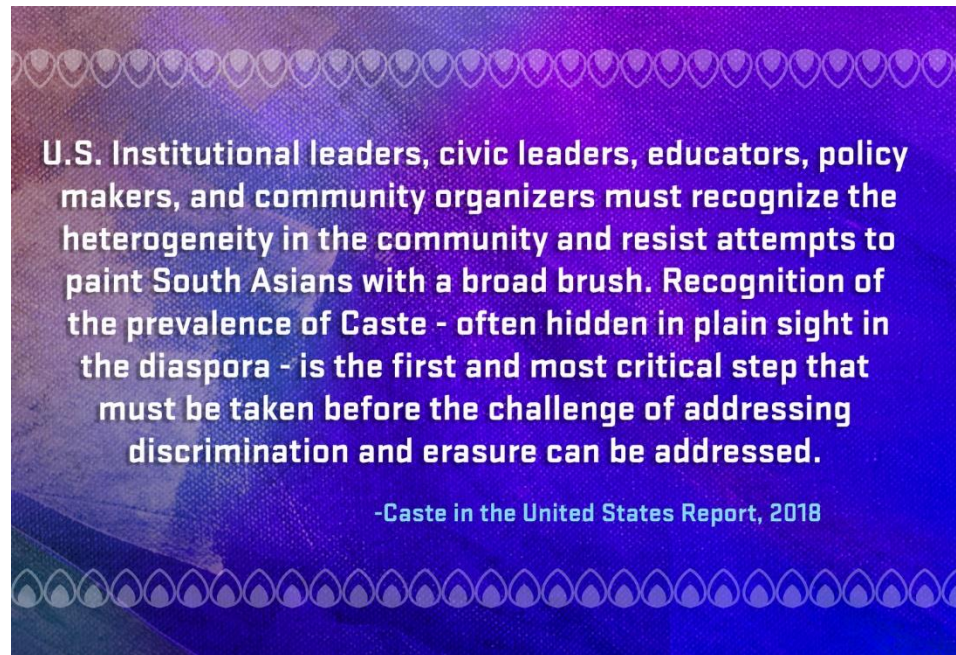 U.S. Institutional leaders, civic leaders, educators, policy
makers, and community organizers must recognize the
heterogeneity in the community and resist attempts to
paint South Asians with a broad brush. Recognition of
the prevalence of Caste - often hidden in plain sight in
the diaspora - is the first and most critical step that
must be taken before the challenge of addressing
discrimination and erasure can be addressed.
-Caste in the United States Report, 2018